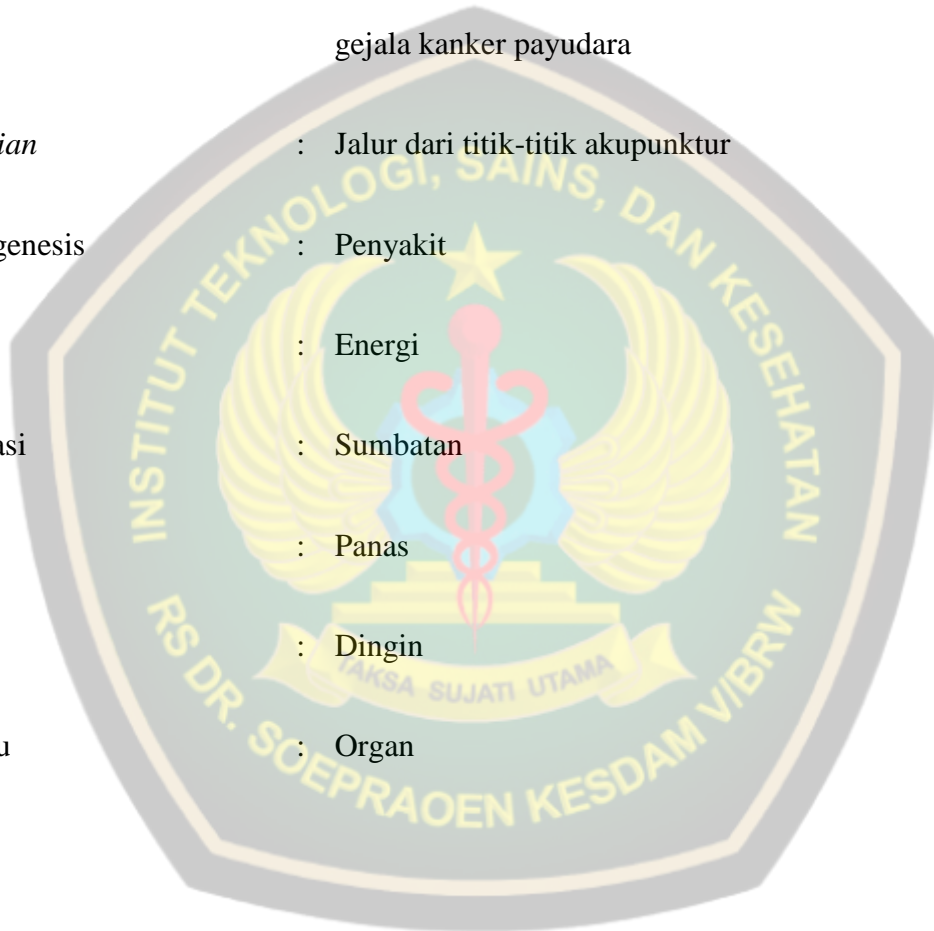 gejala kanker payudara
ian : Jalur dari titik-titik akupunktur
genesis : Penyakit
: Energi
asi : Sumbatan
: Panas
: Dingin
u : Organ
INSTITUT TEKNOLOGI, SAINS, DAN KESEHATAN
TAKSA SUJATI UTAMA
RS DR. SOEPRAOEN KESDAM V/BRW